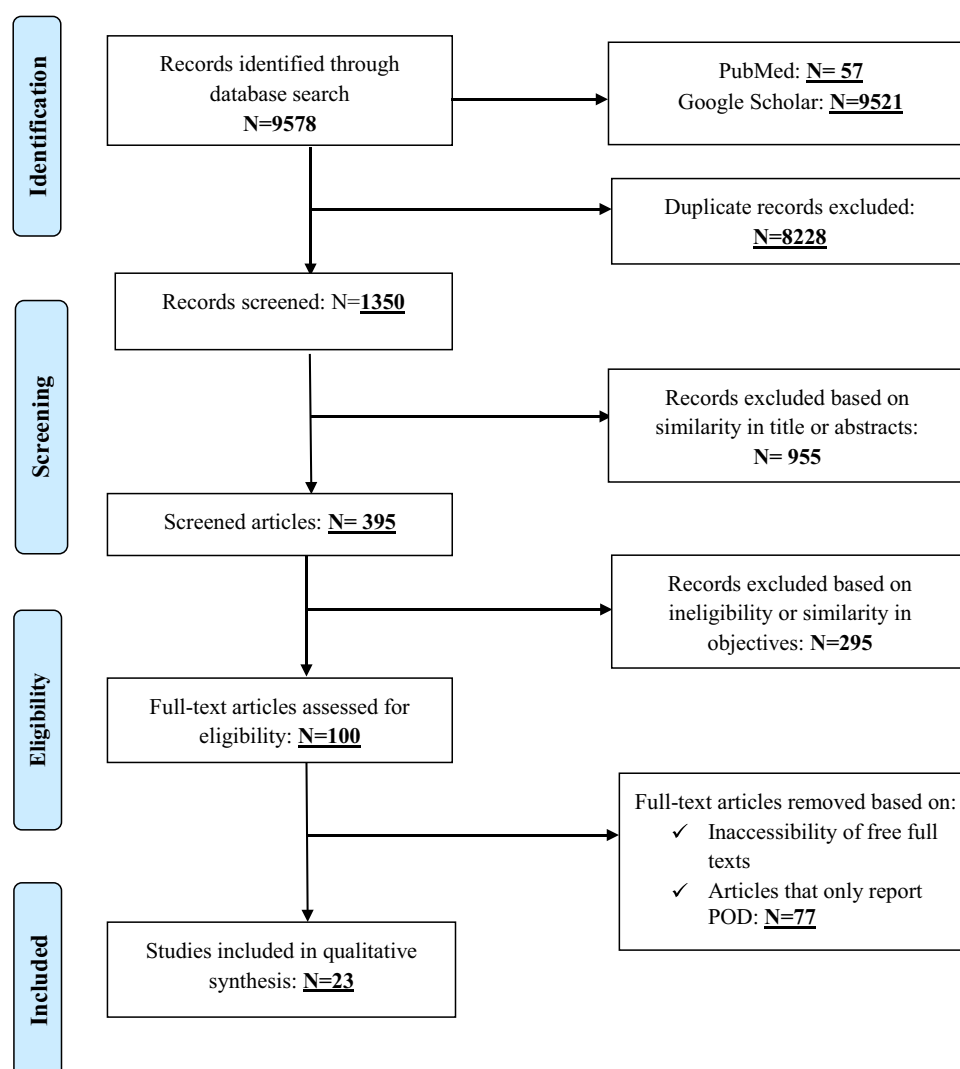 Identification
Records identified through
database search
N=9578
PubMed: N= 57
Google Scholar: N=9521
Duplicate records excluded:
N=8228
Screening
Records screened: N=1350
Records excluded based on
similarity in title or abstracts:
N= 955
Screened articles: N= 395
Records excluded based on
ineligibility or similarity in
objectives: N=295
Eligibility
Full-text articles assessed for
eligibility: N=100
Full-text articles removed based on:
✓ Inaccessibility of free full
texts
✓ Articles that only report
POD: N=77
Included
Studies included in qualitative
synthesis: N=23